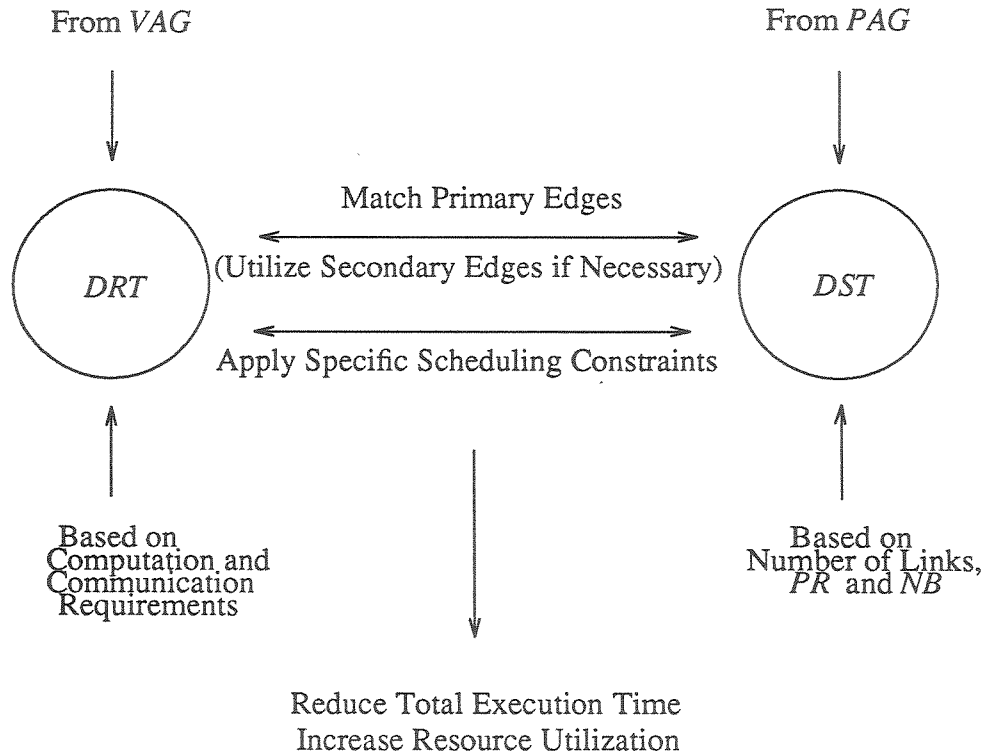 From VAG
From PAG
Match Primary Edges
(Utilize Secondary Edges if Necessary)
DRT
DST
Apply Specific Scheduling Constraints
Based on
Computation and
Communication
Requirements
Based on
Number of Links,
PR and NB
Reduce Total Execution Time
Increase Resource Utilization